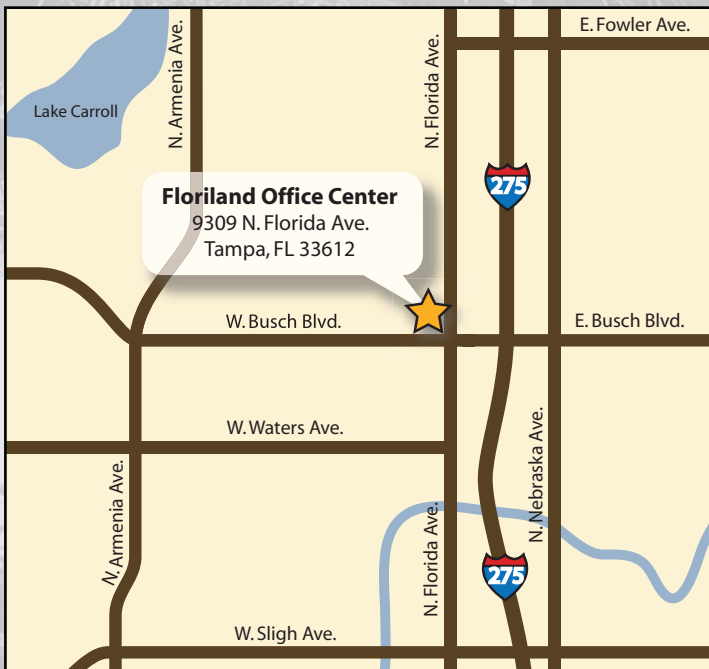 E. Fowler Ave.
N. Armenia Ave.
N. Florida Ave.
Lake Carroll
275
Floriland Office Center
9309 N. Florida Ave.
Tampa, FL 33612
W. Busch Blvd.
E. Busch Blvd.
W. Waters Ave.
N. Nebraska Ave.
N. Armenia Ave.
N. Florida Ave.
275
W. Sligh Ave.